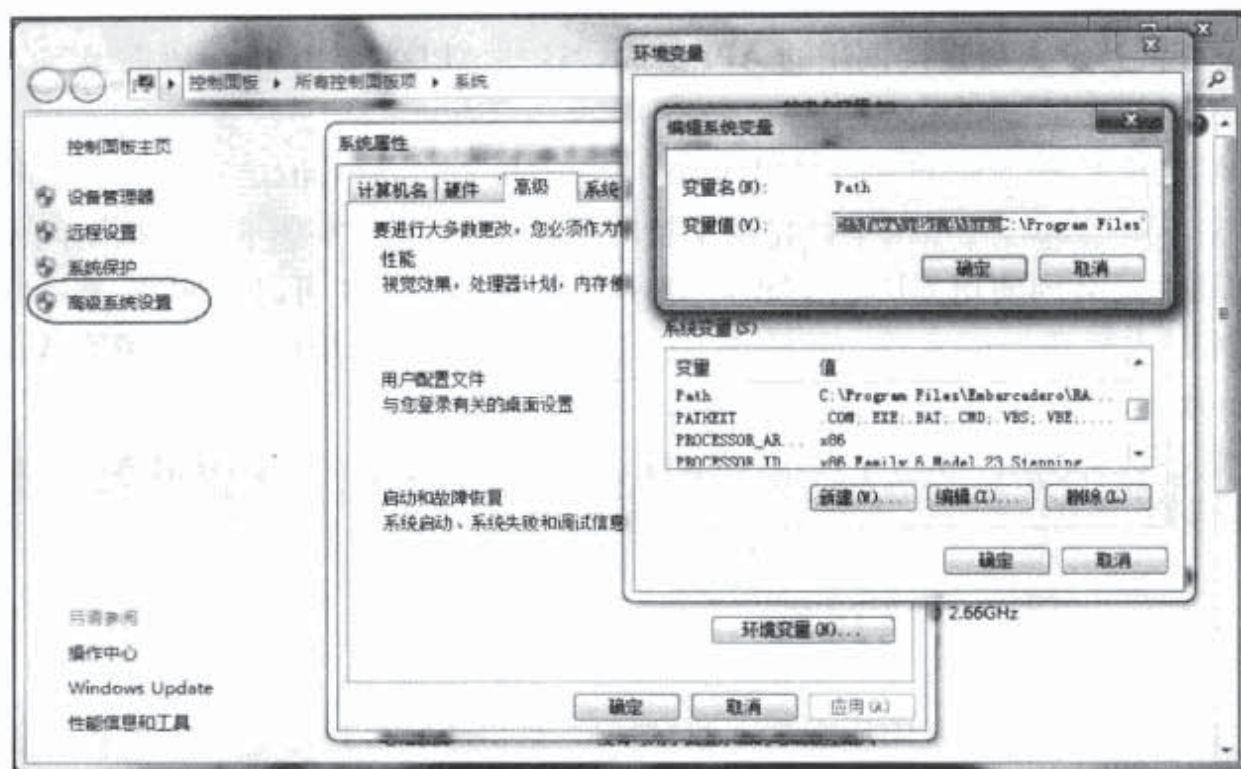 控制面板 ▸ 所有控制面板项 ▸ 系统
控制面板主页
设备管理器
远程设置
系统保护
高级系统设置
操作中心
Windows Update
性能信息和工具
系统属性
计算机名
硬件
高级
系统
要进行大多数更改，您必须作为
性能
视觉效果，处理器计划，内存使
用户配置文件
与您登录有关的桌面设置
启动和故障恢复
系统启动、系统失败和调试信息
环境变量(N)...
确定
取消
应用(A)
环境变量
编辑系统变量
变量名(N):
Path
变量值(V):
C:\Program Files
确定
取消
系统变量(S)
变量
值
Path
C:\Program Files\Embarcadero\RA...
PATHEXT
.COM;.EXE;.BAT;.CMD;.VBS;.VBE;....
PROCESSOR_AR...
x86
PROCESSOR_ID
x86 Family 6 Model 23 Stepping
新建(W)...
编辑(I)...
删除(L)
确定
取消
2.66GHz